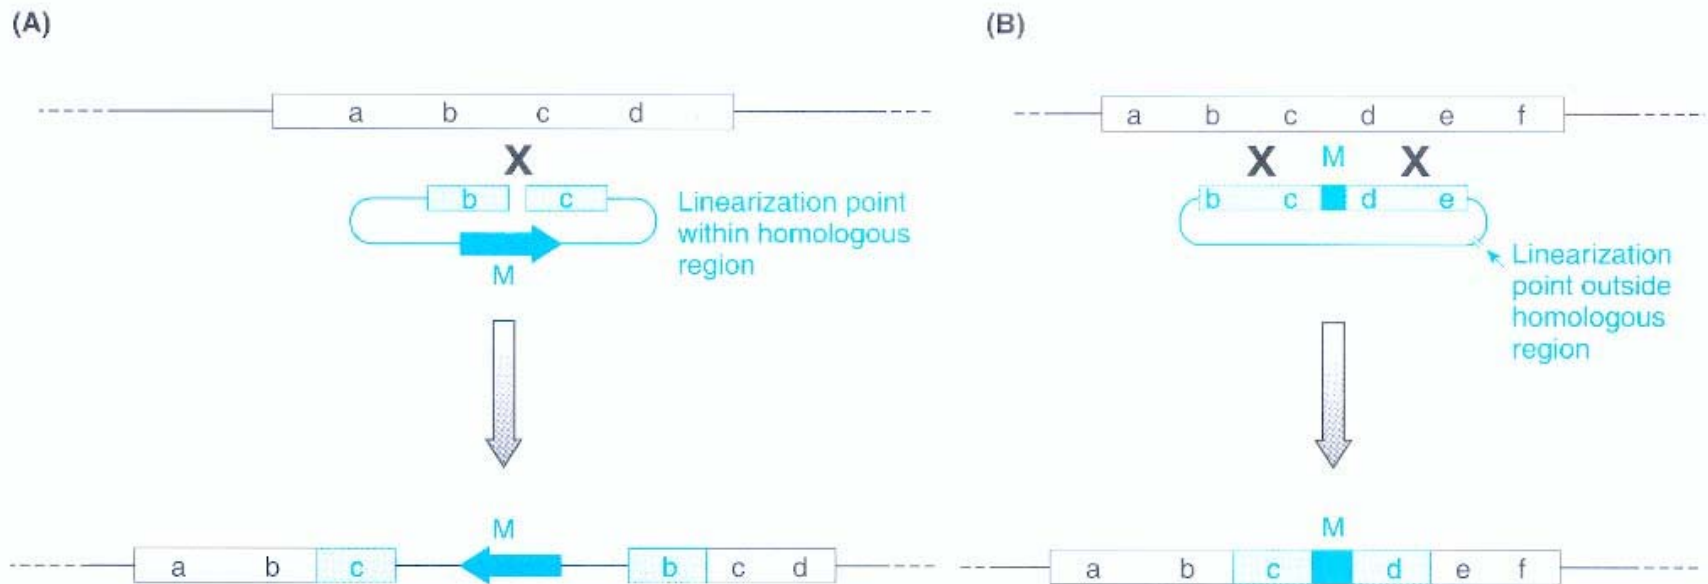 (A)
a b c d
X
b c
M
Linearization point
within homologous
region
M
a b c b c d
(B)
a b c d e f
X M X
b c d e
Linearization
point outside
homologous
region
M
a b c d e f